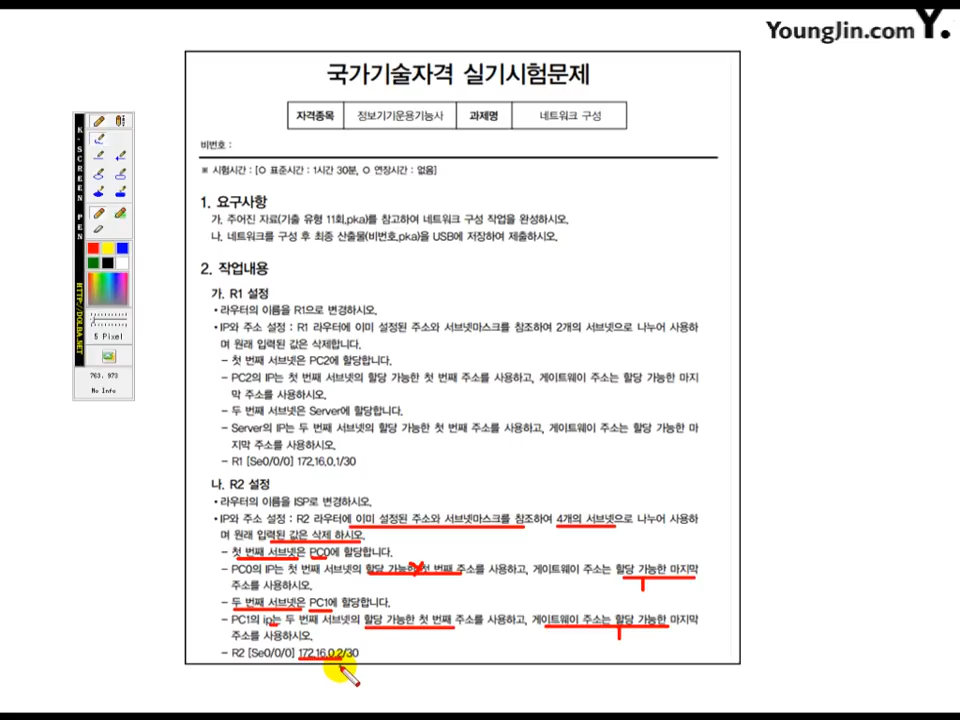 YoungJin.com Y.
국가기술자격 실기시험문제
자격종목 정보기기운용기능사 과제명 네트워크 구성
비번호 :
※ 시험시간 : [○ 표준시간 : 1시간 30분, ○ 연장시간 : 없음]
1. 요구사항
가. 주어진 자료(기출 유형 11회.pka)를 참고하여 네트워크 구성 작업을 완성하시오.
나. 네트워크를 구성 후 최종 산출물(비번호.pka)을 USB에 저장하여 제출하시오.
2. 작업내용
가. R1 설정
• 라우터의 이름을 R1으로 변경하시오.
• IP와 주소 설정 : R1 라우터에 이미 설정된 주소와 서브넷마스크를 참조하여 2개의 서브넷으로 나누어 사용하
며 원래 입력된 값은 삭제합니다.
– 첫 번째 서브넷은 PC2에 할당합니다.
– PC2의 IP는 첫 번째 서브넷의 할당 가능한 첫 번째 주소를 사용하고, 게이트웨이 주소는 할당 가능한 마지
막 주소를 사용하시오.
– 두 번째 서브넷은 Server에 할당합니다.
– Server의 IP는 두 번째 서브넷의 할당 가능한 첫 번째 주소를 사용하고, 게이트웨이 주소는 할당 가능한 마
지막 주소를 사용하시오.
– R1 [Se0/0/0] 172.16.0.1/30
나. R2 설정
• 라우터의 이름을 ISP로 변경하시오.
• IP와 주소 설정 : R2 라우터에 이미 설정된 주소와 서브넷마스크를 참조하여 4개의 서브넷으로 나누어 사용하
며 원래 입력된 값은 삭제 하시오.
– 첫 번째 서브넷은 PC0에 할당합니다.
– PC0의 IP는 첫 번째 서브넷의 할당 가능한 첫 번째 주소를 사용하고, 게이트웨이 주소는 할당 가능한 마지막
주소를 사용하시오.
– 두 번째 서브넷은 PC1에 할당합니다.
– PC1의 ip는 두 번째 서브넷의 할당 가능한 첫 번째 주소를 사용하고, 게이트웨이 주소는 할당 가능한 마지막
주소를 사용하시오.
– R2 [Se0/0/0] 172.16.0.2/30
K-SCREEN PEN
HTTP://DOLBA.NET
5 Pixel
763, 973
No Info